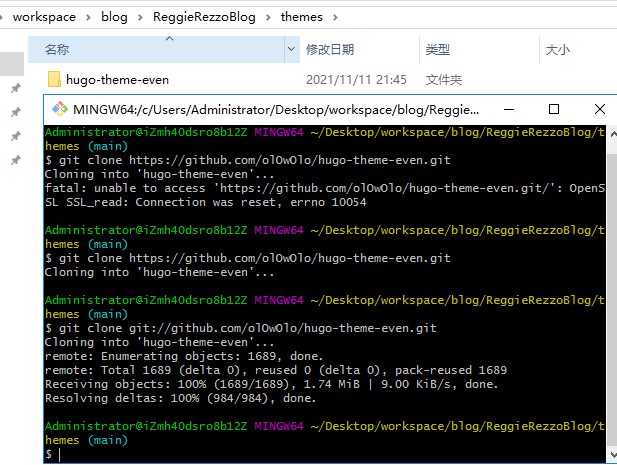 workspace > blog > ReggieRezzoBlog > themes >
名称 修改日期 类型 大小
hugo-theme-even 2021/11/11 21:45 文件夹
MINGW64:/c/Users/Administrator/Desktop/workspace/blog/Reggie...
Administrator@iZmh40dsro8b12Z MINGW64 ~/Desktop/workspace/blog/ReggieRezzoBlog/t
hemes (main)
$ git clone https://github.com/olOwOlo/hugo-theme-even.git
Cloning into 'hugo-theme-even'...
fatal: unable to access 'https://github.com/olOwOlo/hugo-theme-even.git/': OpenS
SL SSL_read: Connection was reset, errno 10054
Administrator@iZmh40dsro8b12Z MINGW64 ~/Desktop/workspace/blog/ReggieRezzoBlog/t
hemes (main)
$ git clone https://github.com/olOwOlo/hugo-theme-even.git
Cloning into 'hugo-theme-even'...
Administrator@iZmh40dsro8b12Z MINGW64 ~/Desktop/workspace/blog/ReggieRezzoBlog/t
hemes (main)
$ git clone git://github.com/olOwOlo/hugo-theme-even.git
Cloning into 'hugo-theme-even'...
remote: Enumerating objects: 1689, done.
remote: Total 1689 (delta 0), reused 0 (delta 0), pack-reused 1689
Receiving objects: 100% (1689/1689), 1.74 MiB | 9.00 KiB/s, done.
Resolving deltas: 100% (984/984), done.
Administrator@iZmh40dsro8b12Z MINGW64 ~/Desktop/workspace/blog/ReggieRezzoBlog/t
hemes (main)
$